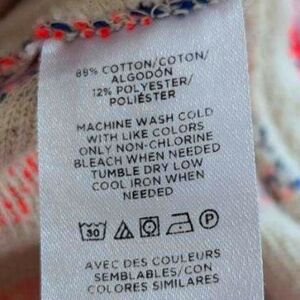 88% COTTON/COTON/
ALGODÓN
12% POLYESTER/
POLIÉSTER
MACHINE WASH COLD
WITH LIKE COLORS
ONLY NON-CHLORINE
BLEACH WHEN NEEDED
TUMBLE DRY LOW
COOL IRON WHEN
NEEDED
30 P
AVEC DES COULEURS
SEMBLABLES/CON
COLORES SIMILARES